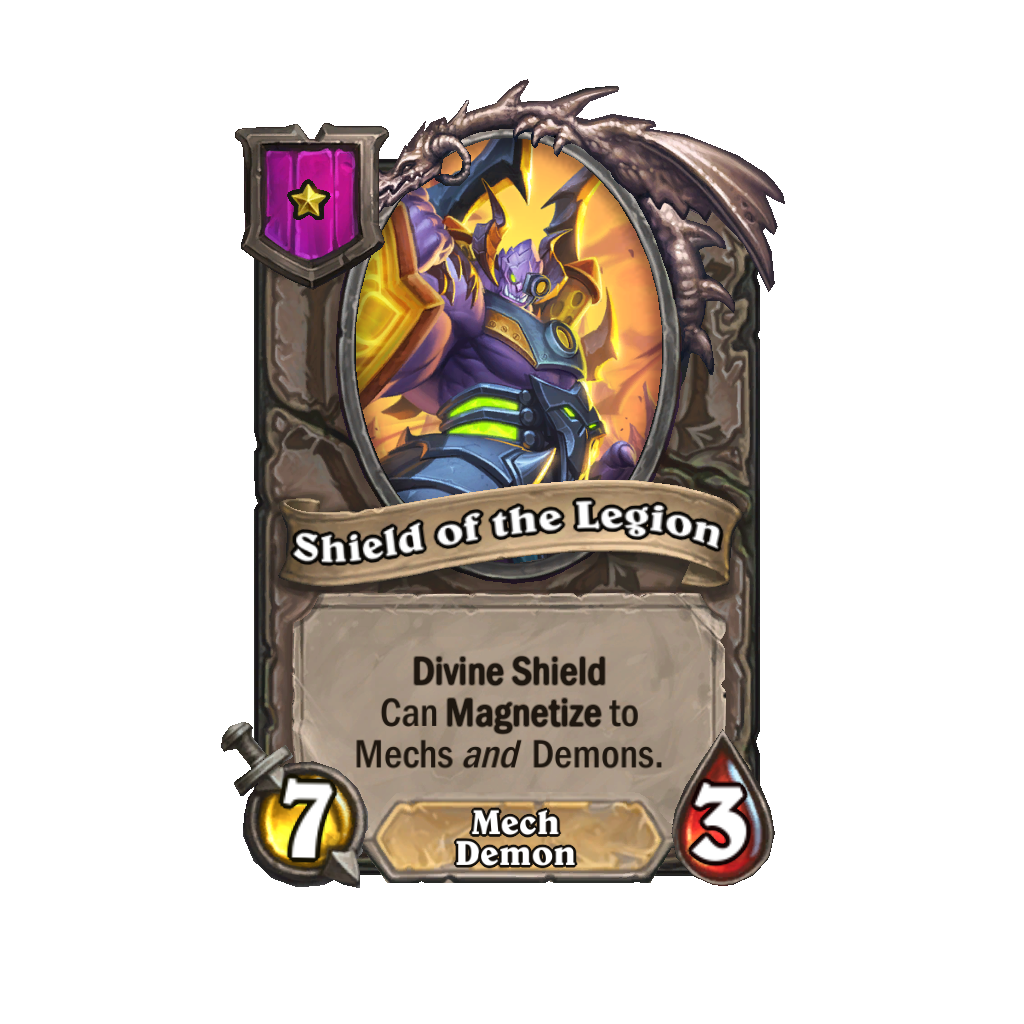 Shield of the Legion
Divine Shield
Can Magnetize to
Mechs and Demons.
7
Mech
Demon
3